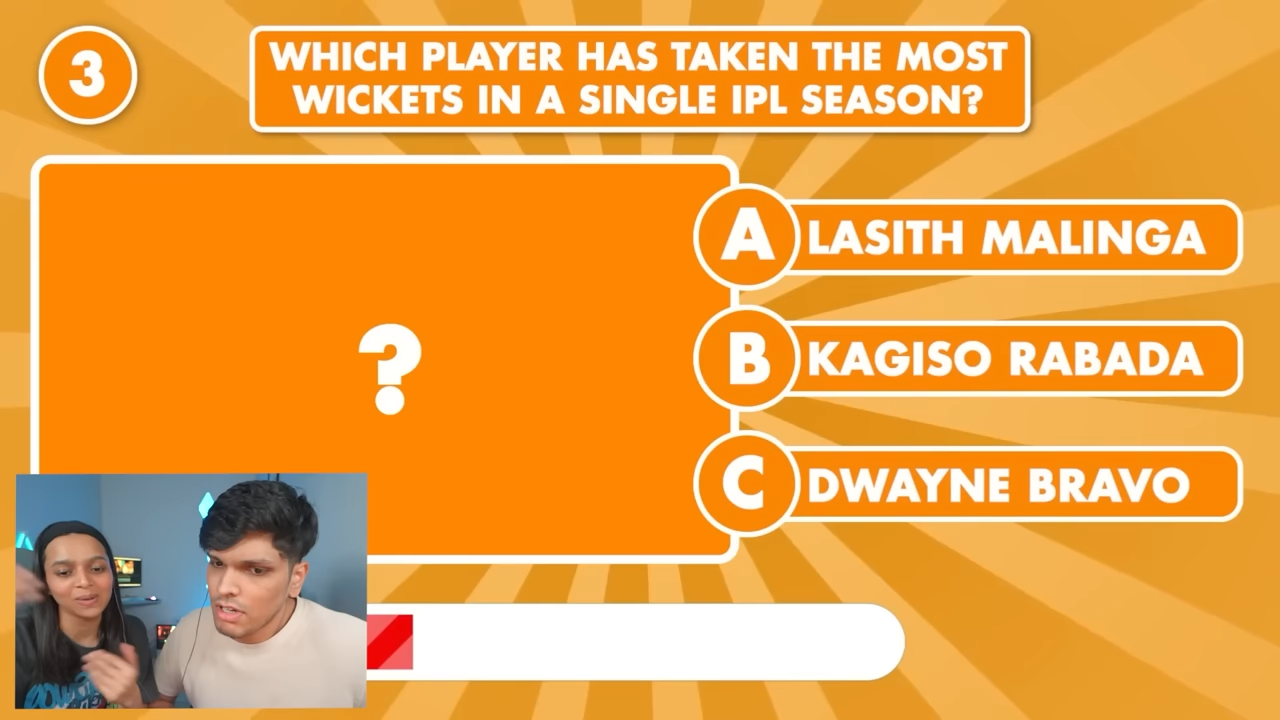 3
WHICH PLAYER HAS TAKEN THE MOST
WICKETS IN A SINGLE IPL SEASON?
?
A LASITH MALINGA
B KAGISO RABADA
C DWAYNE BRAVO